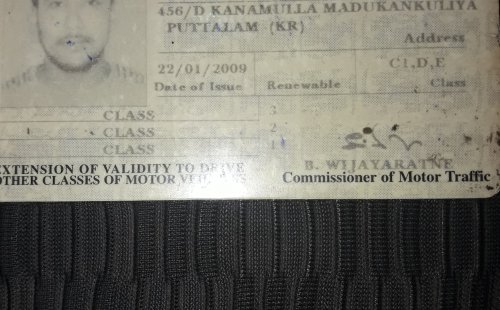 456/D KANAMULLA MADUKANKULIYA
PUTTALAM (KR)
Address
22/01/2009
C1,D,E
Date of Issue
Renewable
Class
3
CLASS
2
CLASS
1
CLASS
B. WIJAYARATNE
EXTENSION OF VALIDITY TO DRIVE
Commissioner of Motor Traffic
OTHER CLASSES OF MOTOR VEHICLES